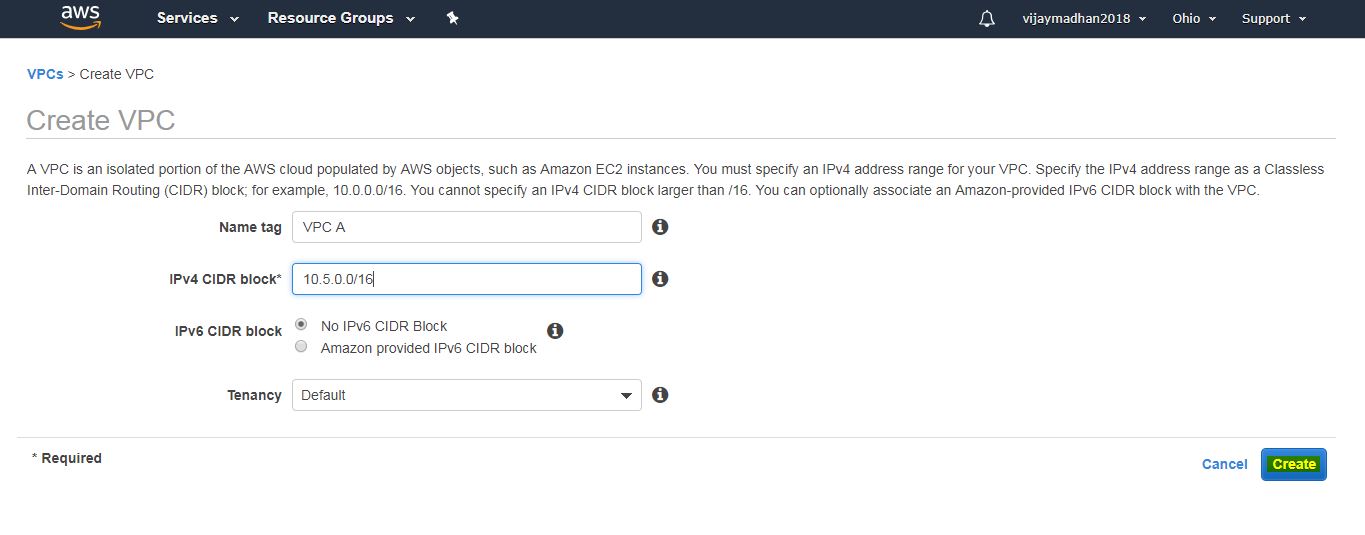 aws Services Resource Groups vijaymadhan2018 Ohio Support
VPCs > Create VPC
Create VPC
A VPC is an isolated portion of the AWS cloud populated by AWS objects, such as Amazon EC2 instances. You must specify an IPv4 address range for your VPC. Specify the IPv4 address range as a Classless
Inter-Domain Routing (CIDR) block; for example, 10.0.0.0/16. You cannot specify an IPv4 CIDR block larger than /16. You can optionally associate an Amazon-provided IPv6 CIDR block with the VPC.
Name tag VPC A
IPv4 CIDR block* 10.5.0.0/16
IPv6 CIDR block No IPv6 CIDR Block
Amazon provided IPv6 CIDR block
Tenancy Default
* Required
Cancel Create